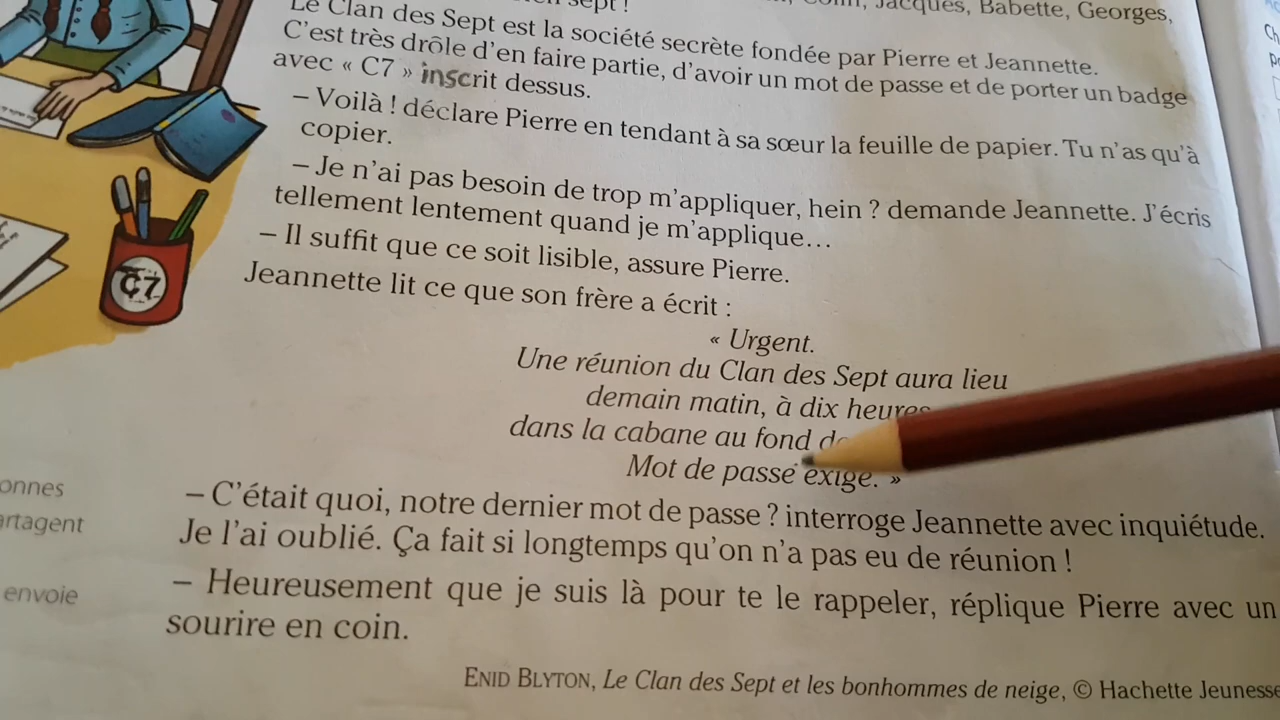 sept !
Jacques, Babette, Georges,
Le Clan des Sept est la société secrète fondée par Pierre et Jeannette.
C'est très drôle d'en faire partie, d'avoir un mot de passe et de porter un badge
avec « C7 » inscrit dessus.
– Voilà ! déclare Pierre en tendant à sa sœur la feuille de papier. Tu n'as qu'à
copier.
– Je n'ai pas besoin de trop m'appliquer, hein ? demande Jeannette. J'écris
tellement lentement quand je m'applique…
– Il suffit que ce soit lisible, assure Pierre.
Jeannette lit ce que son frère a écrit :
« Urgent.
Une réunion du Clan des Sept aura lieu
demain matin, à dix heures
dans la cabane au fond
Mot de passe exigé. »
– C'était quoi, notre dernier mot de passe ? interroge Jeannette avec inquiétude.
Je l'ai oublié. Ça fait si longtemps qu'on n'a pas eu de réunion !
– Heureusement que je suis là pour te le rappeler, réplique Pierre avec un
sourire en coin.
ENID BLYTON, Le Clan des Sept et les bonhommes de neige, © Hachette Jeunesse
C7
onnes
artagent
envoie